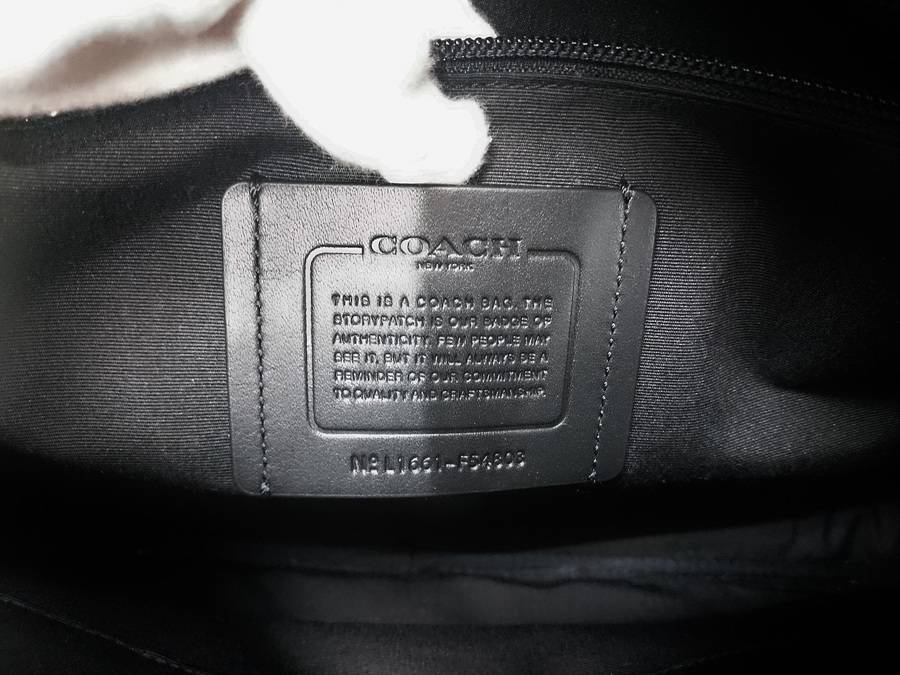 COACH
NEW YORK
THIS IS A COACH BAG. THE
STORYPATCH IS OUR BADGE OF
AUTHENTICITY. FEW PEOPLE MAY
SEE IT, BUT IT WILL ALWAYS BE A
REMINDER OF OUR COMMITMENT
TO QUALITY AND CRAFTSMANSHIP.
Nº L1661-F54803